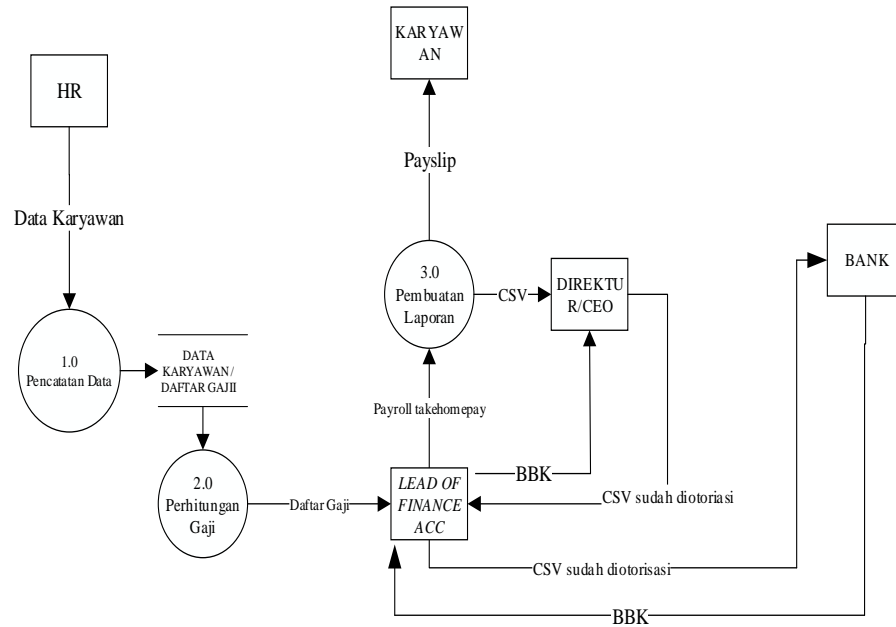 KARYAW
AN
HR
Payslip
Data Karyawan
BANK
3.0
Pembuatan
Laporan
CSV
DIREKTU
R/CEO
1.0
Pencatatan Data
DATA
KARYAWAN/
DAFTAR GAJII
Payroll takehomepay
2.0
Perhitungan
Gaji
Daftar Gaji
LEAD OF
FINANCE
ACC
BBK
CSV sudah diotoriasi
CSV sudah diotorisasi
BBK